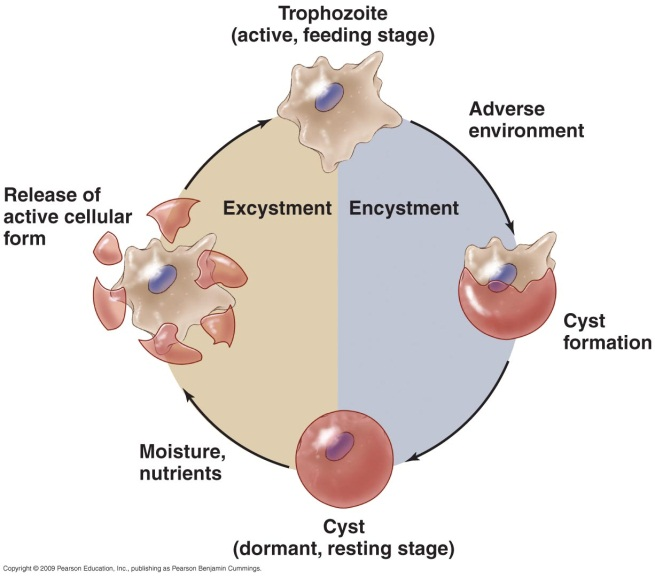 Trophozoite
(active, feeding stage)
Adverse
environment
Release of
active cellular
form
Excystment
Encystment
Cyst
formation
Moisture,
nutrients
Cyst
(dormant, resting stage)
Copyright © 2009 Pearson Education, Inc., publishing as Pearson Benjamin Cummings.